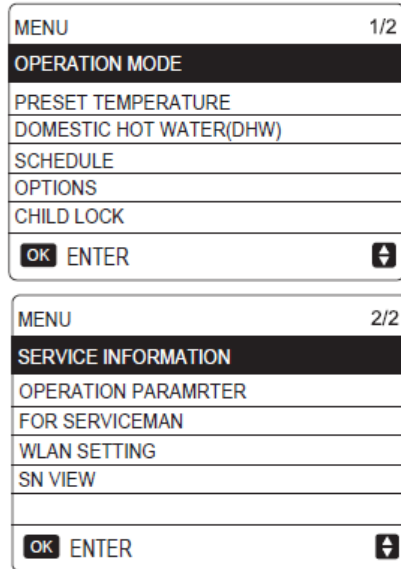 MENU 1/2
OPERATION MODE
PRESET TEMPERATURE
DOMESTIC HOT WATER(DHW)
SCHEDULE
OPTIONS
CHILD LOCK
OK ENTER
MENU 2/2
SERVICE INFORMATION
OPERATION PARAMRTER
FOR SERVICEMAN
WLAN SETTING
SN VIEW
OK ENTER